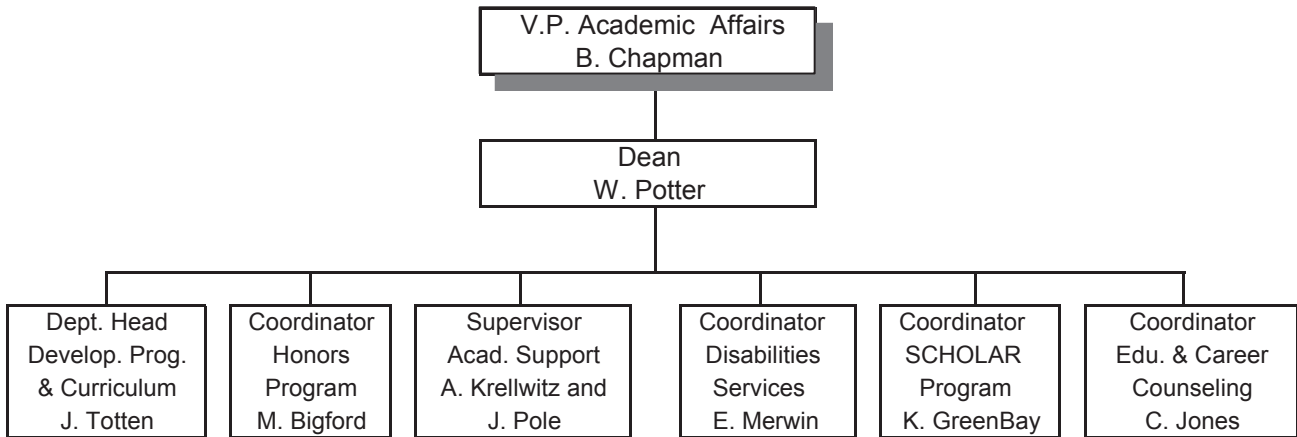 V.P. Academic Affairs
B. Chapman
Dean
W. Potter
Dept. Head
Develop. Prog.
& Curriculum
J. Totten
Coordinator
Honors
Program
M. Bigford
Supervisor
Acad. Support
A. Krellwitz and
J. Pole
Coordinator
Disabilities
Services
E. Merwin
Coordinator
SCHOLAR
Program
K. GreenBay
Coordinator
Edu. & Career
Counseling
C. Jones